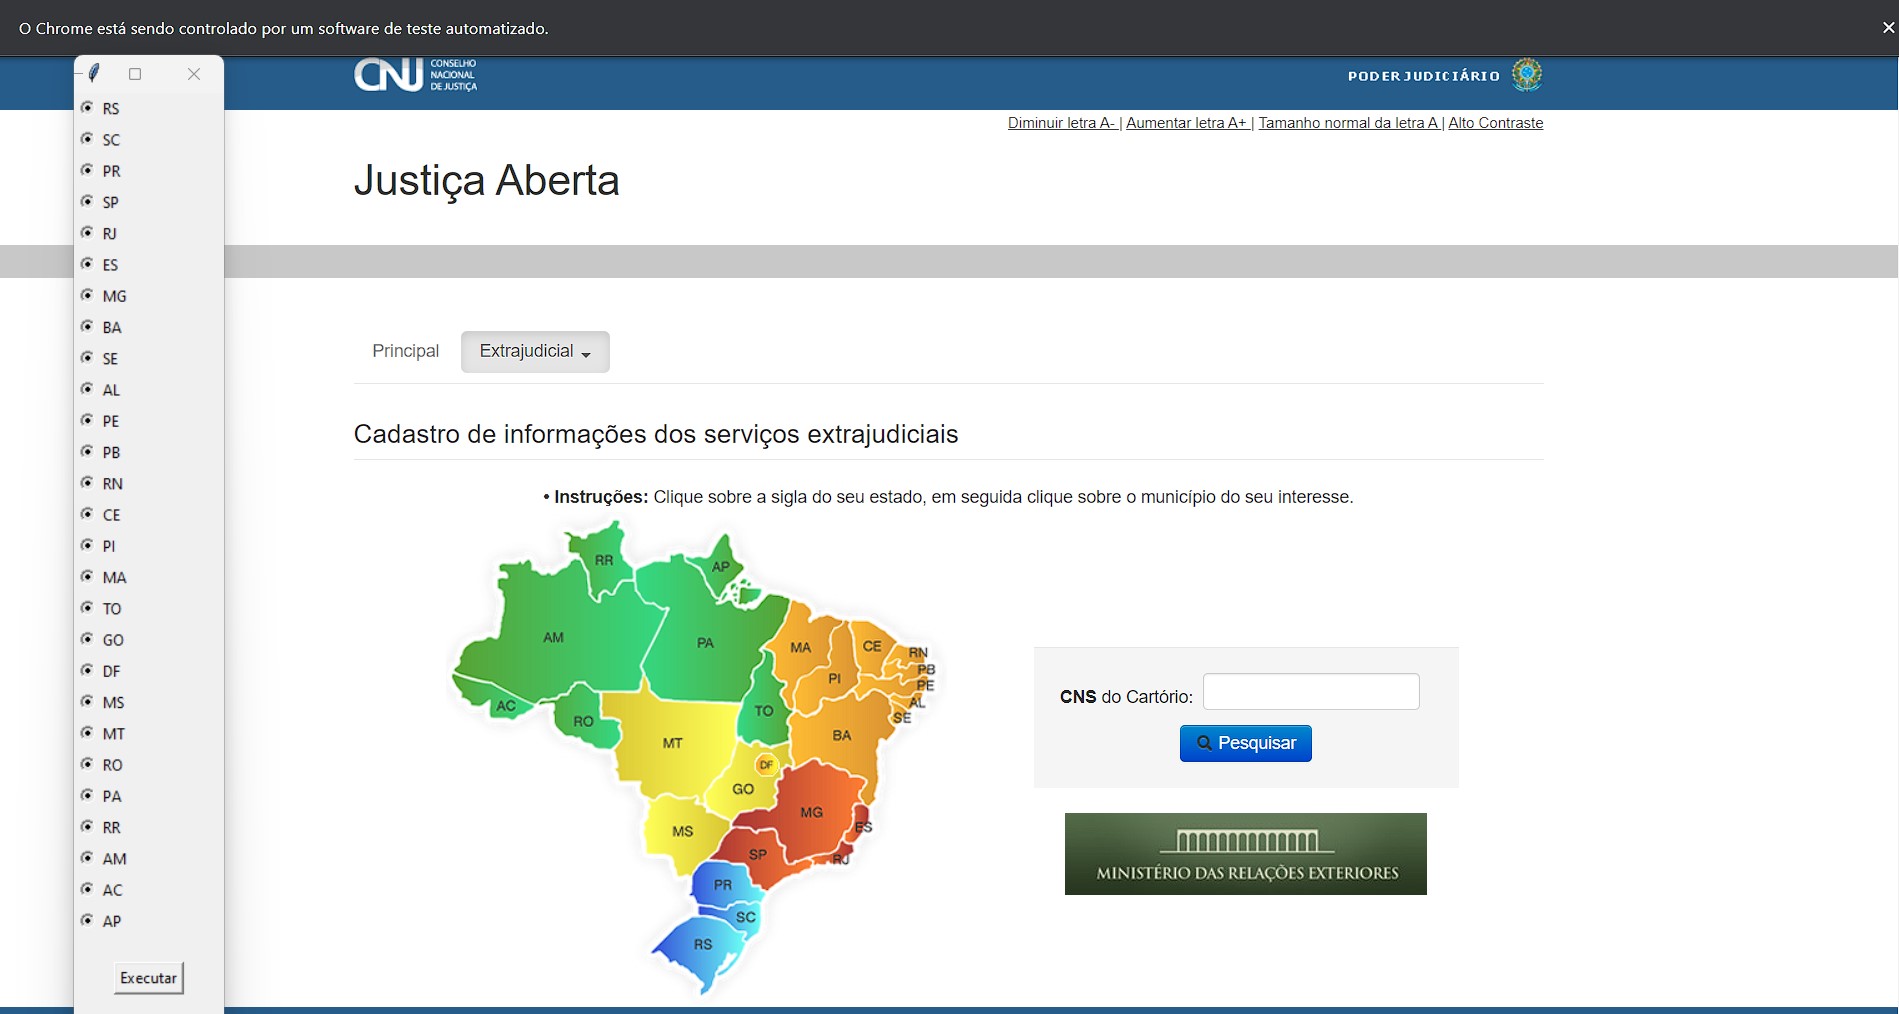 O Chrome está sendo controlado por um software de teste automatizado.
CNJ
CONSELHO
NACIONAL
DE JUSTIÇA
PODER JUDICIÁRIO
Diminuir letra A- | Aumentar letra A+ | Tamanho normal da letra A | Alto Contraste
Justiça Aberta
Principal
Extrajudicial
Cadastro de informações dos serviços extrajudiciais
• Instruções: Clique sobre a sigla do seu estado, em seguida clique sobre o município do seu interesse.
RS
SC
PR
SP
RJ
ES
MG
BA
SE
AL
PE
PB
RN
CE
PI
MA
TO
GO
DF
MS
MT
RO
PA
RR
AM
AC
AP
Executar
RR
AP
AM
PA
MA
CE
RN
PB
PI
PE
AL
AC
TO
SE
RO
BA
MT
DF
GO
MG
MS
ES
SP
RJ
PR
SC
RS
CNS do Cartório:
Pesquisar
MINISTÉRIO DAS RELAÇÕES EXTERIORES